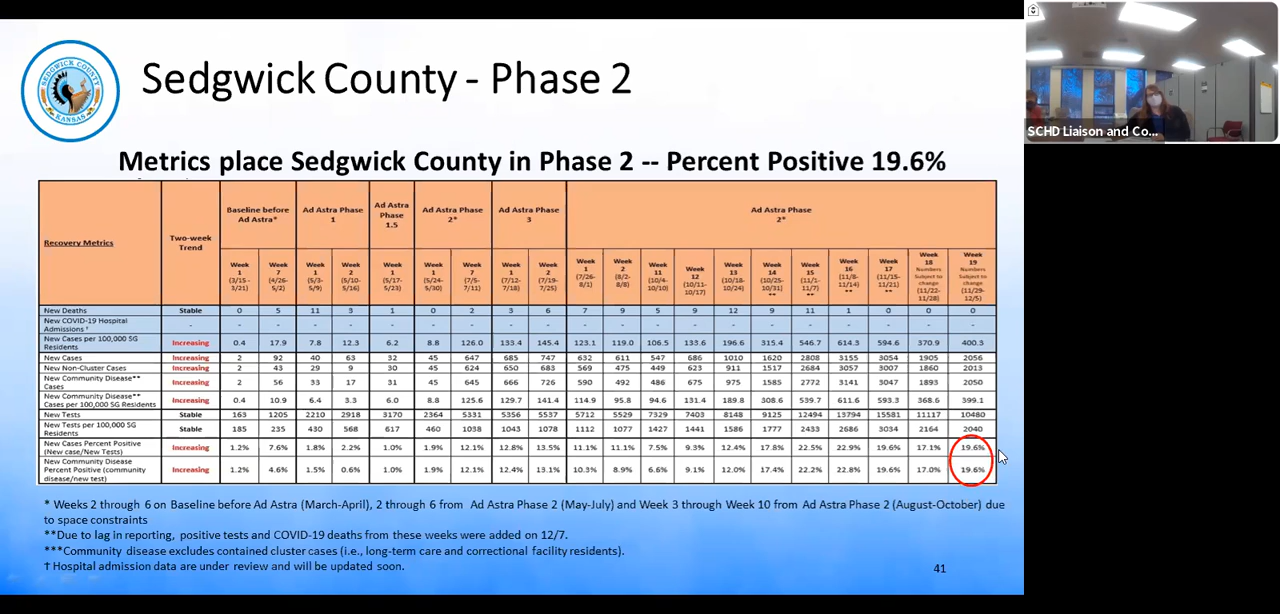 Sedgwick County - Phase 2
SEDGWICK COUNTY
KANSAS
SCHD Liaison and Co...
Metrics place Sedgwick County in Phase 2 -- Percent Positive 19.6%
Recovery Metrics Two-week Trend Baseline before Ad Astra* Ad Astra Phase 1 Ad Astra Phase 1.5 Ad Astra Phase 2* Ad Astra Phase 3 Ad Astra Phase 2*
Week 1 (3/15-3/21) Week 7 (4/26-5/2) Week 1 (5/3-5/9) Week 2 (5/10-5/16) Week 1 (5/17-5/23) Week 1 (5/24-5/30) Week 7 (7/5-7/11) Week 1 (7/12-7/18) Week 2 (7/19-7/25) Week 1 (7/26-8/1) Week 2 (8/2-8/8) Week 11 (10/4-10/10) Week 12 (10/11-10/17) Week 13 (10/18-10/24) Week 14 (10/25-10/31) ** Week 15 (11/1-11/7) ** Week 16 (11/8-11/14) ** Week 17 (11/15-11/21) ** Week 18 Numbers Subject to change (11/22-11/28) Week 19 Numbers Subject to change (11/29-12/5)
New Deaths Stable 0 5 11 3 1 0 2 3 6 7 9 5 9 12 9 11 1 0 0 0
New COVID-19 Hospital Admissions † - - - - - - - - - - - - - - - - - - - - -
New Cases per 100,000 SG Residents Increasing 0.4 17.9 7.8 12.3 6.2 8.8 126.0 133.4 145.4 123.1 119.0 106.5 133.6 196.6 315.4 546.7 614.3 594.6 370.9 400.3
New Cases Increasing 2 92 40 63 32 45 647 685 747 632 611 547 686 1010 1620 2808 3155 3054 1905 2056
New Non-Cluster Cases Increasing 2 43 29 9 30 45 624 650 683 569 475 449 623 911 1517 2684 3057 3007 1860 2013
New Community Disease** Cases Increasing 2 56 33 17 31 45 645 666 726 590 492 486 675 975 1585 2772 3141 3047 1893 2050
New Community Disease** Cases per 100,000 SG Residents Increasing 0.4 10.9 6.4 3.3 6.0 8.8 125.6 129.7 141.4 114.9 95.8 94.6 131.4 189.8 308.6 539.7 611.6 593.3 368.6 399.1
New Tests Stable 163 1205 2210 2918 3170 2364 5331 5356 5537 5712 5529 7329 7403 8148 9125 12494 13794 15581 11117 10480
New Tests per 100,000 SG Residents Stable 185 235 430 568 617 460 1038 1043 1078 1112 1077 1427 1441 1586 1777 2433 2686 3034 2164 2040
New Cases Percent Positive (New case/New Tests) Increasing 1.2% 7.6% 1.8% 2.2% 1.0% 1.9% 12.1% 12.8% 13.5% 11.1% 11.1% 7.5% 9.3% 12.4% 17.8% 22.5% 22.9% 19.6% 17.1% 19.6%
New Community Disease Percent Positive (community disease/new test) Increasing 1.2% 4.6% 1.5% 0.6% 1.0% 1.9% 12.1% 12.4% 13.1% 10.3% 8.9% 6.6% 9.1% 12.0% 17.4% 22.2% 22.8% 19.6% 17.0% 19.6%
* Weeks 2 through 6 on Baseline before Ad Astra (March-April), 2 through 6 from Ad Astra Phase 2 (May-July) and Week 3 through Week 10 from Ad Astra Phase 2 (August-October) due
to space constraints
**Due to lag in reporting, positive tests and COVID-19 deaths from these weeks were added on 12/7.
***Community disease excludes contained cluster cases (i.e., long-term care and correctional facility residents).
† Hospital admission data are under review and will be updated soon.
41